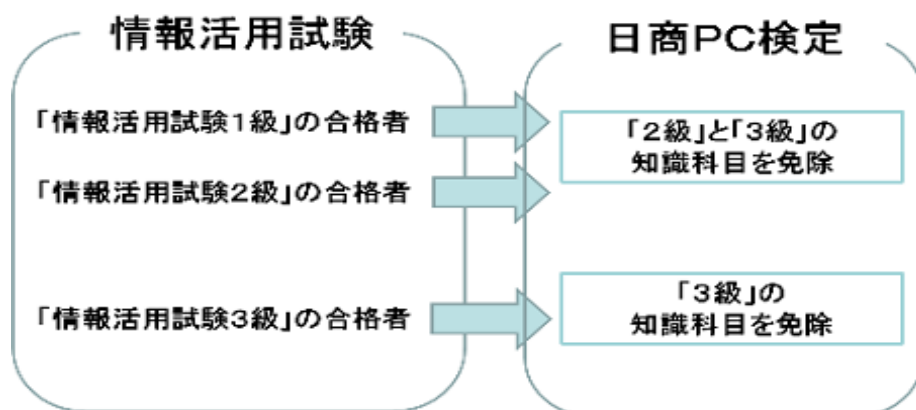 情報活用試験
「情報活用試験1級」の合格者
「情報活用試験2級」の合格者
「情報活用試験3級」の合格者
日商PC検定
「2級」と「3級」の
知識科目を免除
「3級」の
知識科目を免除